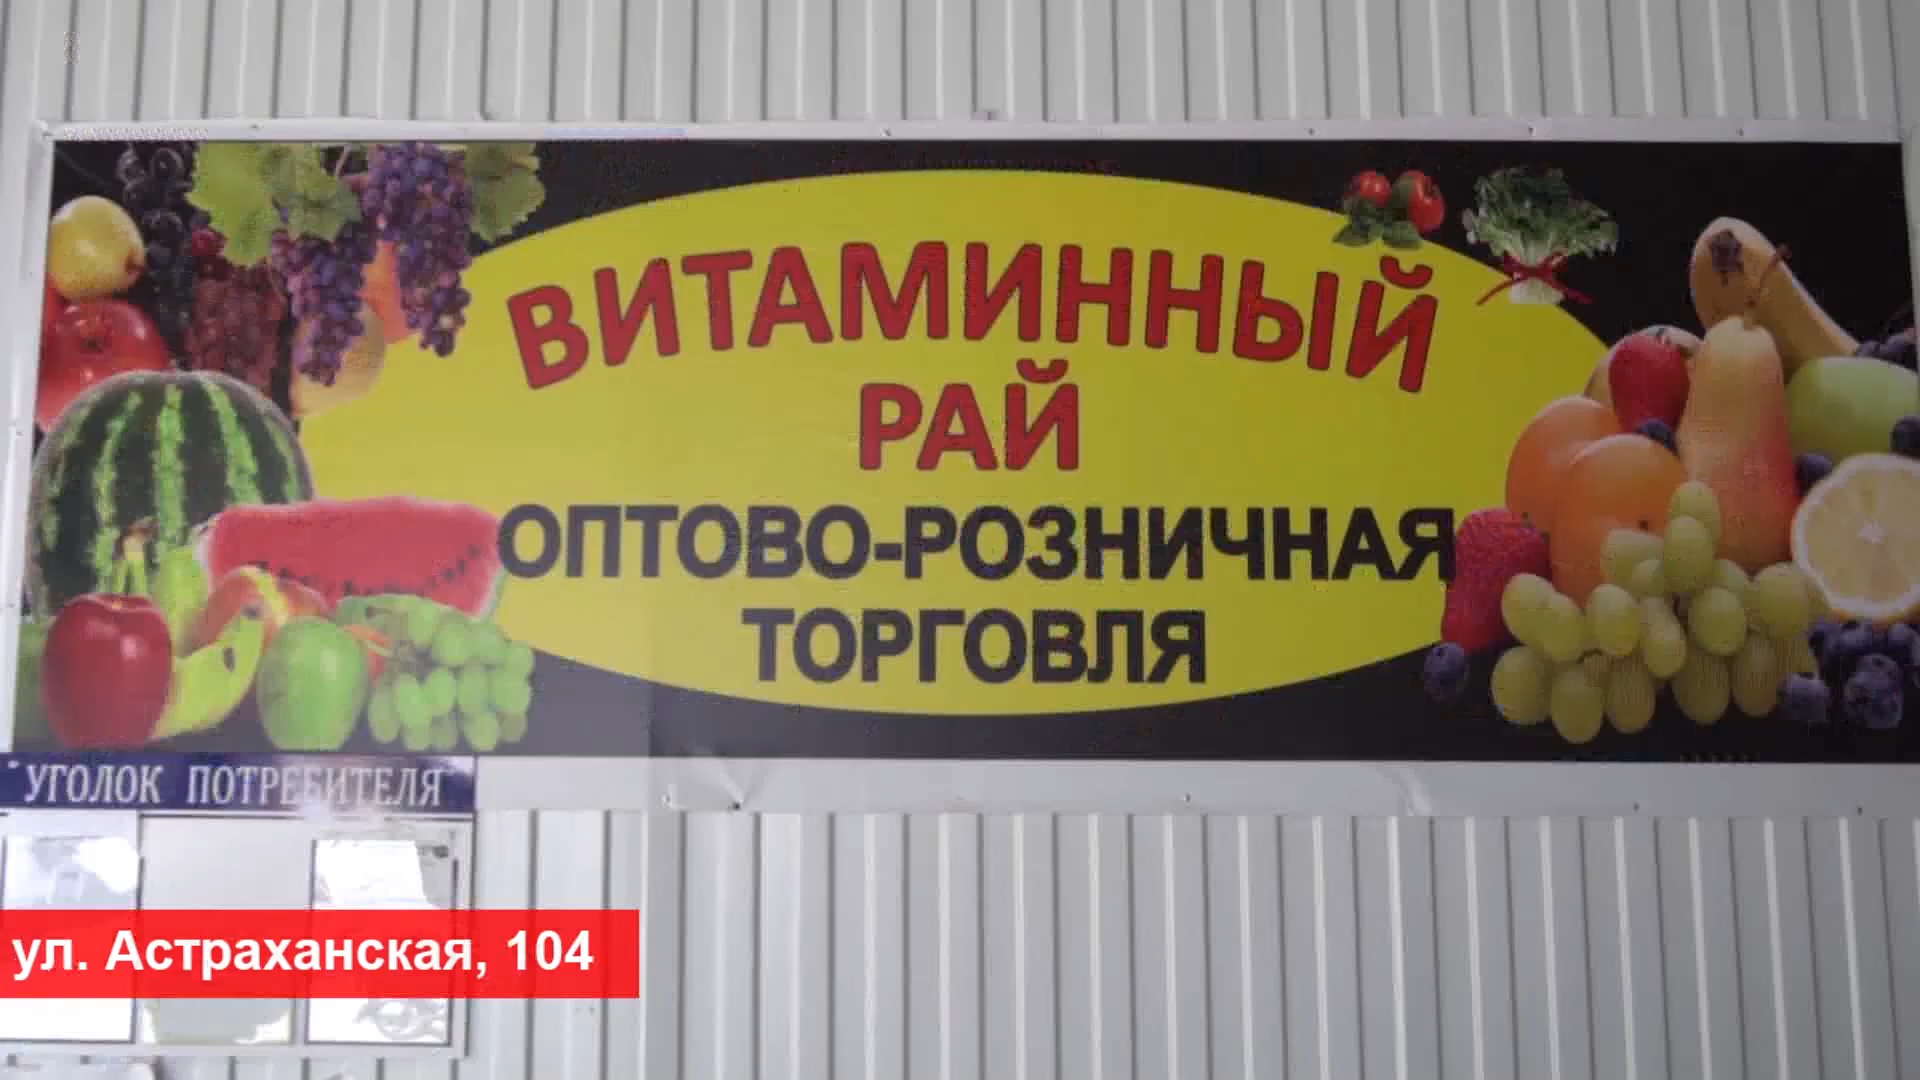 ВИТАМИННЫЙ
РАЙ
ОПТОВО-РОЗНИЧНАЯ
ТОРГОВЛЯ
"УГОЛОК ПОТРЕБИТЕЛЯ"
ул. Астраханская, 104